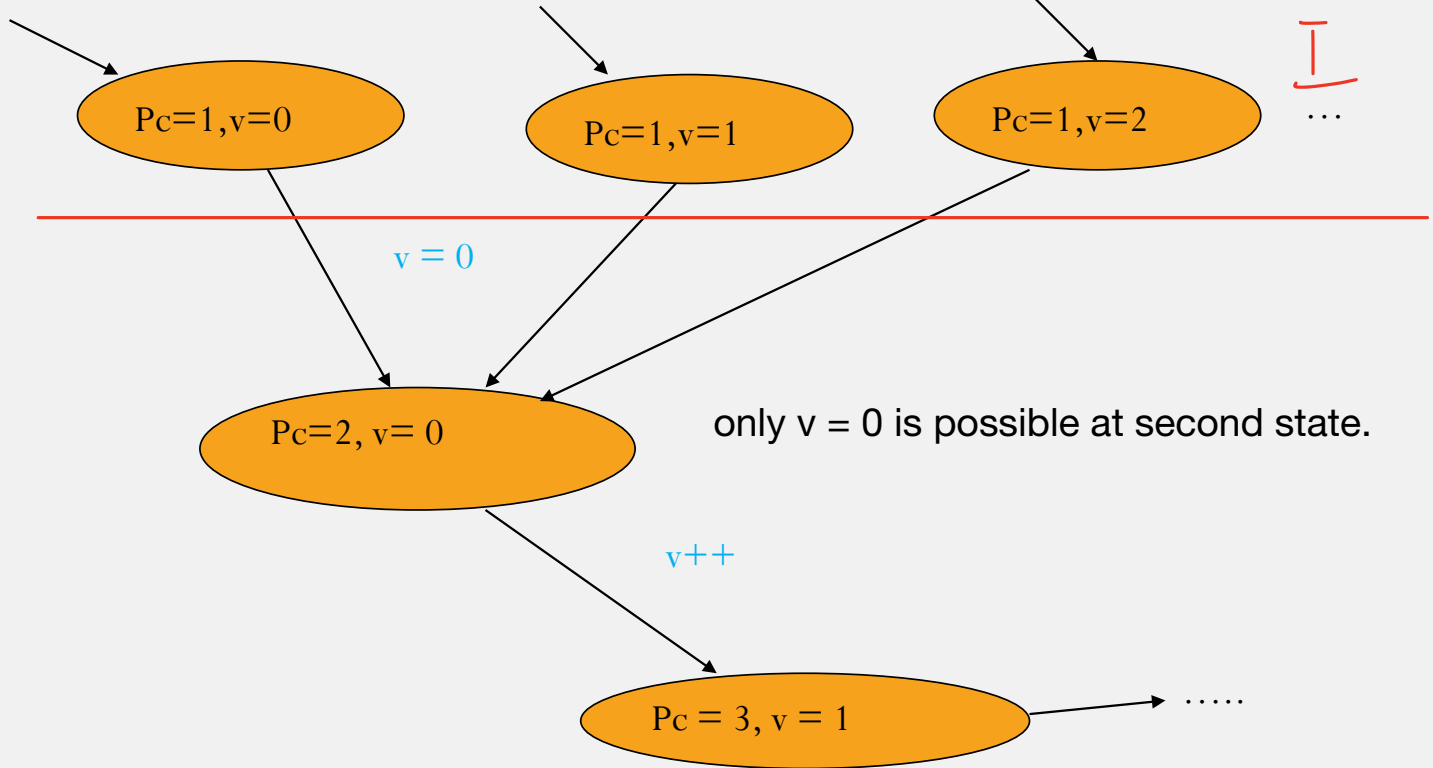 I
Pc=1,v=0
Pc=1,v=1
Pc=1,v=2
...
v = 0
Pc=2, v= 0
only v = 0 is possible at second state.
v++
Pc = 3, v = 1
.....